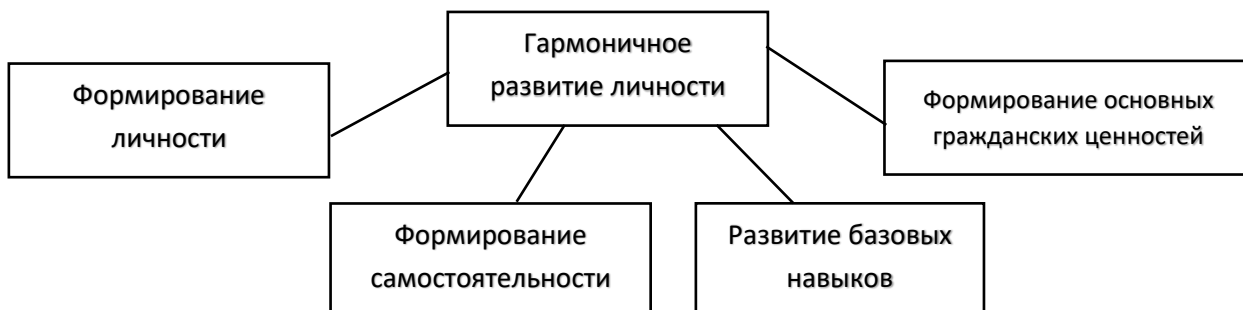 Гармоничное
развитие личности
Формирование
личности
Формирование основных
гражданских ценностей
Формирование
самостоятельности
Развитие базовых
навыков